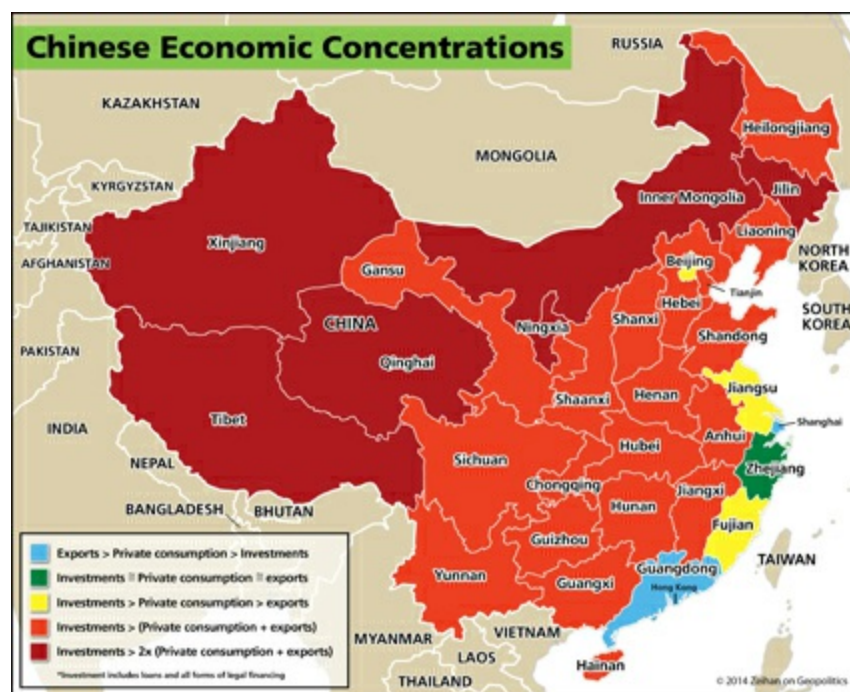 Chinese Economic Concentrations
RUSSIA
KAZAKHSTAN
MONGOLIA
Heilongjiang
KYRGYZSTAN
Inner Mongolia
Jilin
TAJIKISTAN
Xinjiang
Liaoning
AFGHANISTAN
Gansu
Beijing
NORTH
KOREA
Tianjin
Hebei
SOUTH
KOREA
CHINA
Ningxia
Shanxi
Shandong
PAKISTAN
Qinghai
Jiangsu
Shaanxi
Henan
Tibet
Shanghai
INDIA
Anhui
Hubei
Sichuan
Zhejiang
NEPAL
Chongqing
Jiangxi
BANGLADESH
BHUTAN
Hunan
Fujian
Guizhou
TAIWAN
Guangdong
Yunnan
Guangxi
Hong Kong
Exports > Private consumption > Investments
Investments ≅ Private consumption ≅ exports
Investments > Private consumption > exports
Investments > (Private consumption + exports)
Investments > 2x (Private consumption + exports)
*Investment includes loans and all forms of legal financing
MYANMAR
VIETNAM
LAOS
Hainan
THAILAND
© 2014 Zeihan on Geopolitics